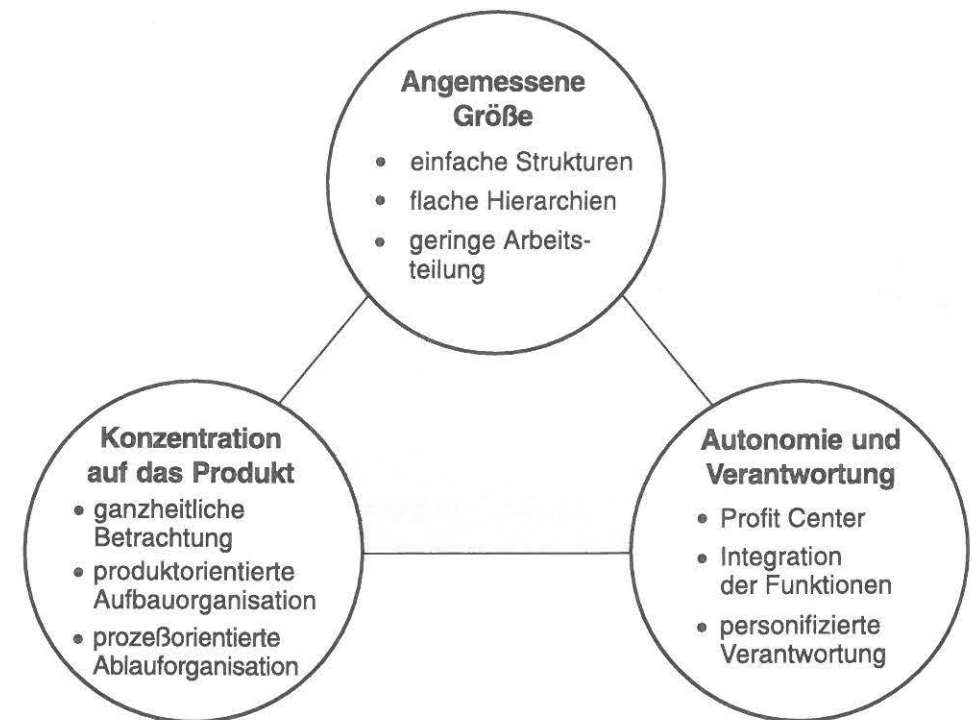 Angemessene
Größe
• einfache Strukturen
• flache Hierarchien
• geringe Arbeits-
teilung
Konzentration
auf das Produkt
• ganzheitliche
Betrachtung
• produktorientierte
Aufbauorganisation
• prozeßorientierte
Ablauforganisation
Autonomie und
Verantwortung
• Profit Center
• Integration
der Funktionen
• personifizierte
Verantwortung